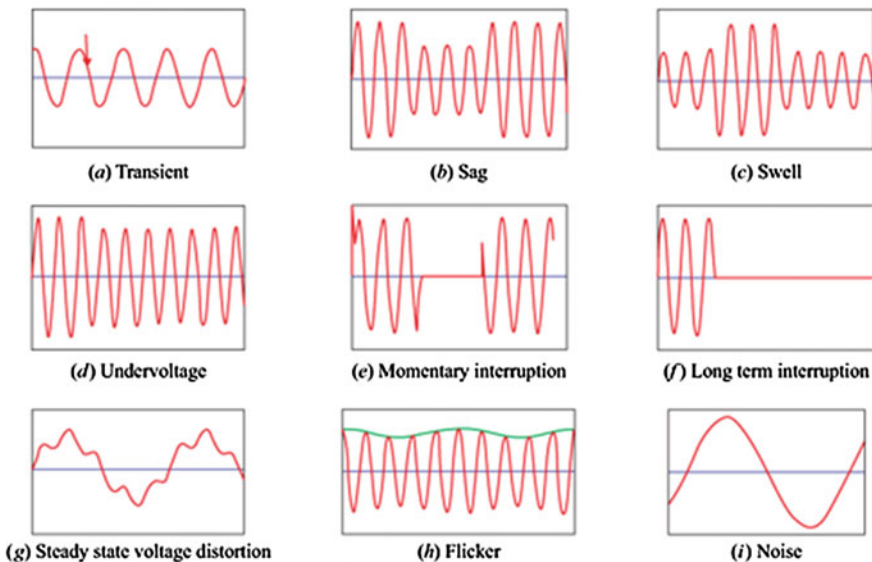 (a) Transient
(b) Sag
(c) Swell
(d) Undervoltage
(e) Momentary interruption
(f) Long term interruption
(g) Steady state voltage distortion
(h) Flicker
(i) Noise